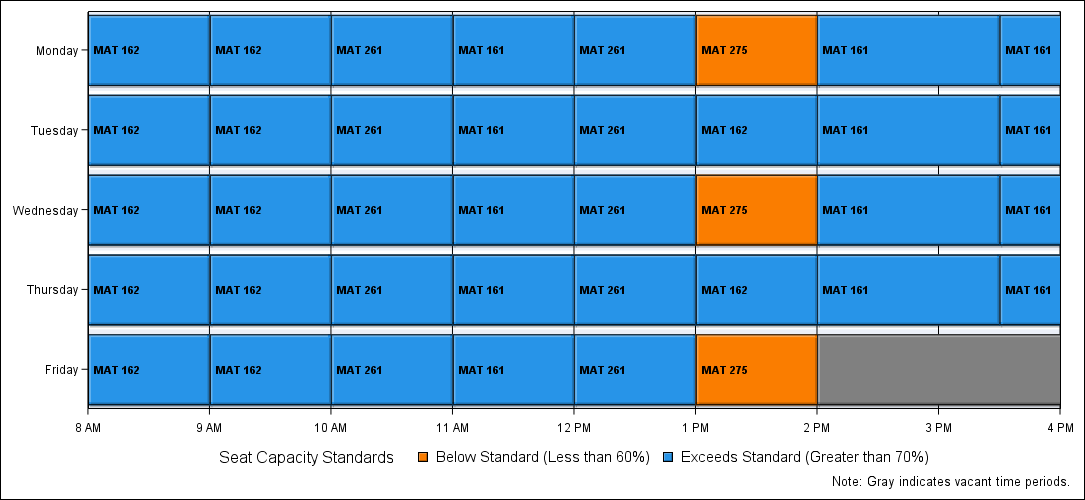 Monday MAT 162 MAT 162 MAT 261 MAT 161 MAT 261 MAT 275 MAT 161 MAT 161
Tuesday MAT 162 MAT 162 MAT 261 MAT 161 MAT 261 MAT 162 MAT 161 MAT 161
Wednesday MAT 162 MAT 162 MAT 261 MAT 161 MAT 261 MAT 275 MAT 161 MAT 161
Thursday MAT 162 MAT 162 MAT 261 MAT 161 MAT 261 MAT 162 MAT 161 MAT 161
Friday MAT 162 MAT 162 MAT 261 MAT 161 MAT 261 MAT 275
8 AM 9 AM 10 AM 11 AM 12 PM 1 PM 2 PM 3 PM 4 PM
Seat Capacity Standards Below Standard (Less than 60%) Exceeds Standard (Greater than 70%)
Note: Gray indicates vacant time periods.